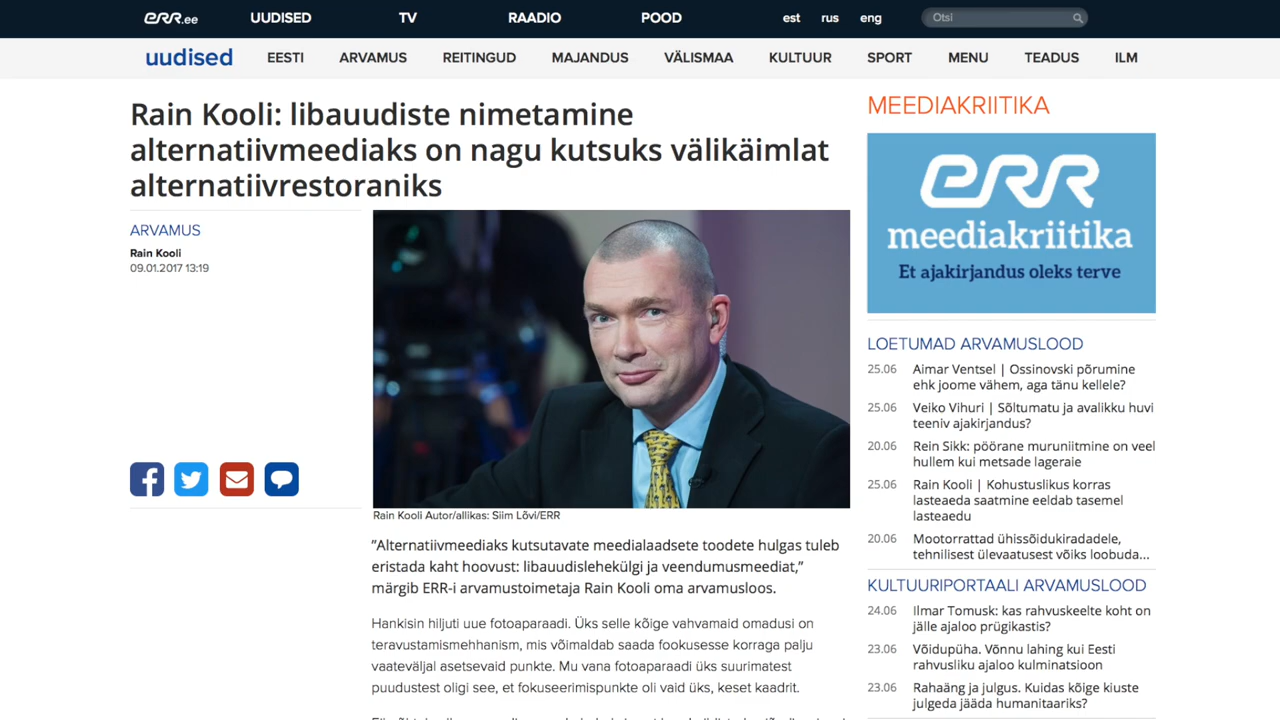 err.ee UUDISED TV RAADIO POOD est rus eng Otsi
uudised EESTI ARVAMUS REITINGUD MAJANDUS VÄLISMAA KULTUUR SPORT MENU TEADUS ILM
Rain Kooli: libauudiste nimetamine
alternatiivmeediaks on nagu kutsuks välikäimlat
alternatiivrestoraniks
ARVAMUS
Rain Kooli
09.01.2017 13:19
Rain Kooli Autor/allikas: Siim Lõvi/ERR
”Alternatiivmeediaks kutsutavate medialaadsete toodete hulgas tuleb
eristada kaht hoovust: libauudislehekülgi ja veendumusmeediat,”
märgib ERR-i arvamustoimetaja Rain Kooli oma arvamusloos.
Hankisin hiljuti uue fotoaparaadi. Üks selle kõige vahvamaid omadusi on
teravustamismehhanism, mis võimaldab saada fookusesse korraga palju
vaateväljal asetsevaid punkte. Mu vana fotoaparaadi üks suurimatest
puudustest oligi see, et fokuseerimispunkte oli vaid üks, keset kaadrit.
MEEDIAKRIITIKA
err
meediakriitika
Et ajakirjandus oleks terve
LOETUMAD ARVAMUSLOOD
25.06 Aimar Ventsel | Ossinovski põrumine
ehk joome vähem, aga tänu kellele?
25.06 Veiko Vihuri | Sõltumatu ja avalikku huvi
teeniv ajakirjandus?
20.06 Rein Sikk: pöörane muruniitmine on veel
hullem kui metsade lageraie
25.06 Rain Kooli | Kohustuslikus korras
lasteaeda saatmine eeldab tasemel
lasteaedu
20.06 Mootorrattad ühissõidukiradadele,
tehnilisest ülevaatusest võiks loobuda...
KULTUURIPORTAALI ARVAMUSLOOD
24.06 Ilmar Tomusk: kas rahvuskeelte koht on
jälle ajaloo prügikastis?
23.06 Võidupüha. Võnnu lahing kui Eesti
rahvusliku ajaloo kulminatsioon
23.06 Rahaäng ja julgus. Kuidas kõige kiuste
julgeda jääda humanitaariks?